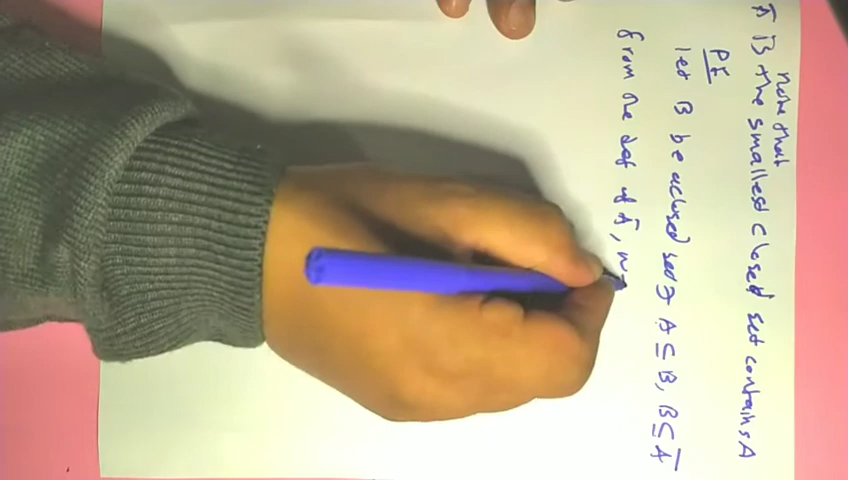 note that
Ā is the smallest closed set contains A
Pf
let B be a closed set ∋ A ⊆ B, B ⊆ Ā
from the def of Ā, w